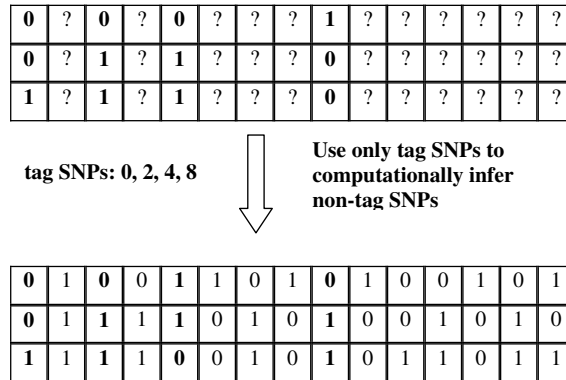 0 ? 0 ? 0 ? ? ? 1 ? ? ? ? ? ?
0 ? 1 ? 1 ? ? ? 0 ? ? ? ? ? ?
1 ? 1 ? 1 ? ? ? 0 ? ? ? ? ? ?
tag SNPs: 0, 2, 4, 8
Use only tag SNPs to
computationally infer
non-tag SNPs
0 1 0 0 1 1 0 1 0 1 0 0 1 0 1
0 1 1 1 1 0 1 0 1 0 0 1 0 1 0
1 1 1 1 0 0 1 0 1 0 1 1 0 1 1